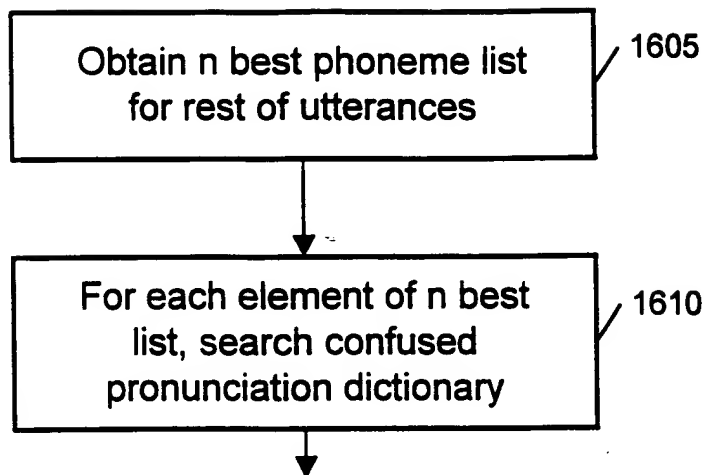 Obtain n best phoneme list
for rest of utterances
1605
For each element of n best
list, search confused
pronunciation dictionary
1610